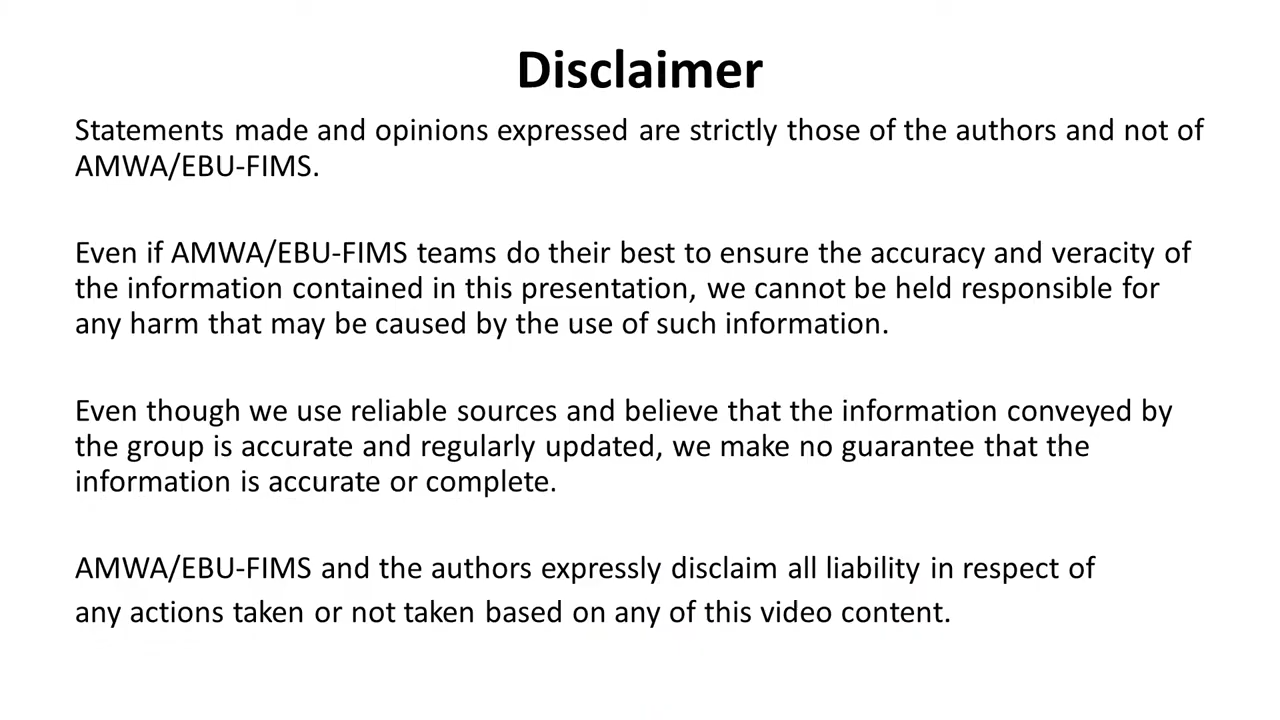 Disclaimer
Statements made and opinions expressed are strictly those of the authors and not of
AMWA/EBU-FIMS.
Even if AMWA/EBU-FIMS teams do their best to ensure the accuracy and veracity of
the information contained in this presentation, we cannot be held responsible for
any harm that may be caused by the use of such information.
Even though we use reliable sources and believe that the information conveyed by
the group is accurate and regularly updated, we make no guarantee that the
information is accurate or complete.
AMWA/EBU-FIMS and the authors expressly disclaim all liability in respect of
any actions taken or not taken based on any of this video content.